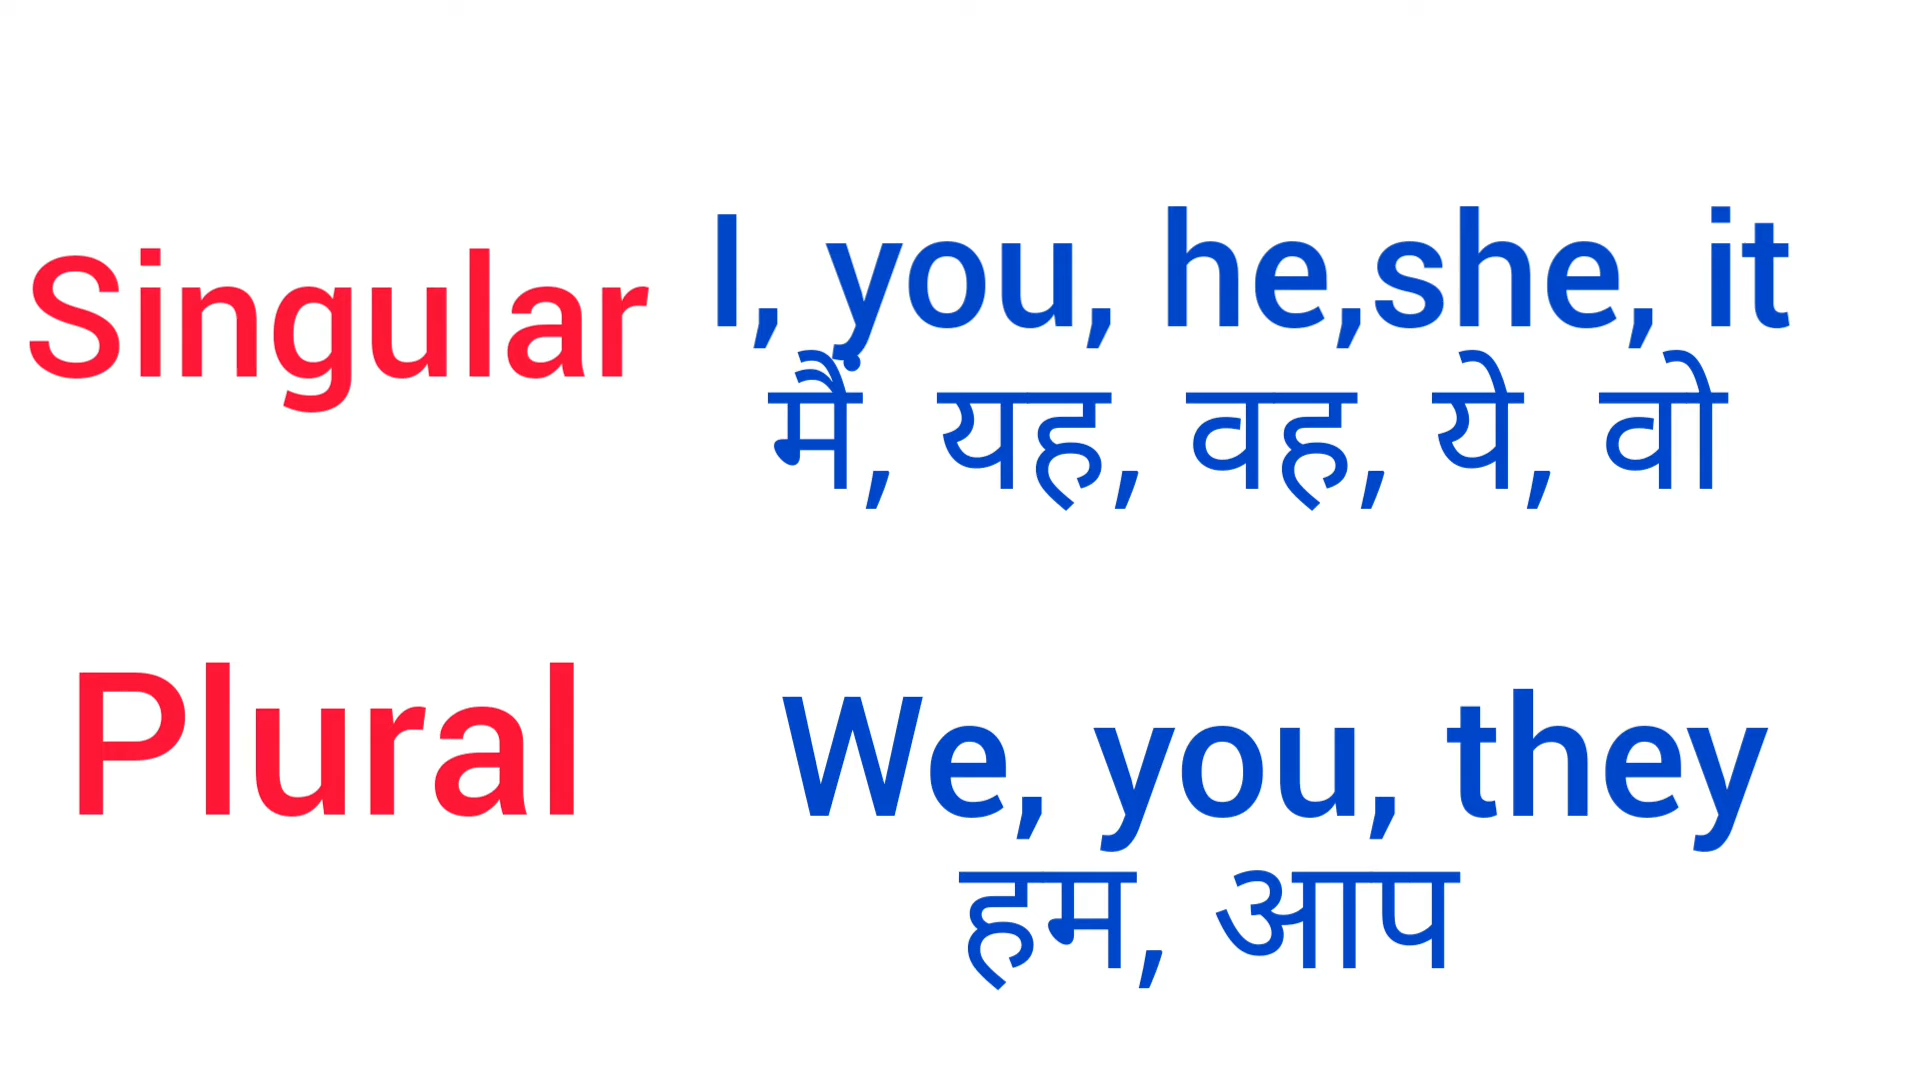 Singular
I, you, he,she, it
मैं, यह, वह, ये, वो
Plural
We, you, they
हम, आप